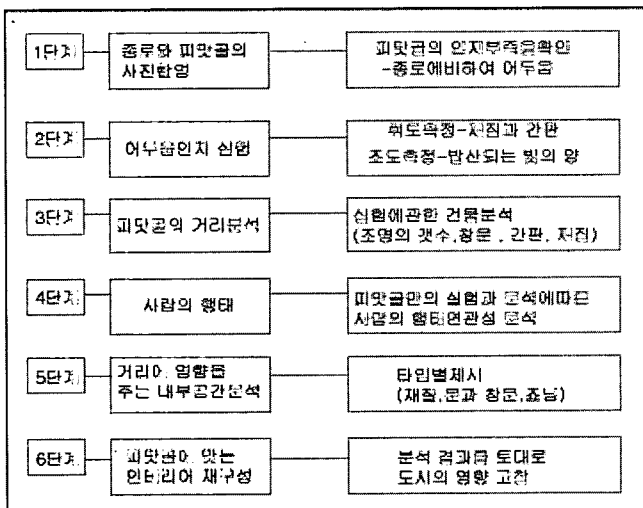 1단계
종로와 피맛골의
사진촬영
피맛골의 인지부족을확인
-종로에비하여 어두음
2단계
어두움인지 실험
휘도측정-재질과 간판
조도측정-발산되는 빛의 양
3단계
피맛골의 거리분석
실험에관한 건물분석
(조명의 갯수,창문 , 간판, 재질)
4단계
사람의 행태
피맛골만의 실험과 분석에따른
사람의 행태연관성 분석
5단계
거리에 영향을
주는 내부공간분석
타입별제시
(재질,문과 창문,죠닝)
6단계
피맛골에 맞는
인테리어 재구성
분석 결과를 토대로
도시의 영향 고찰